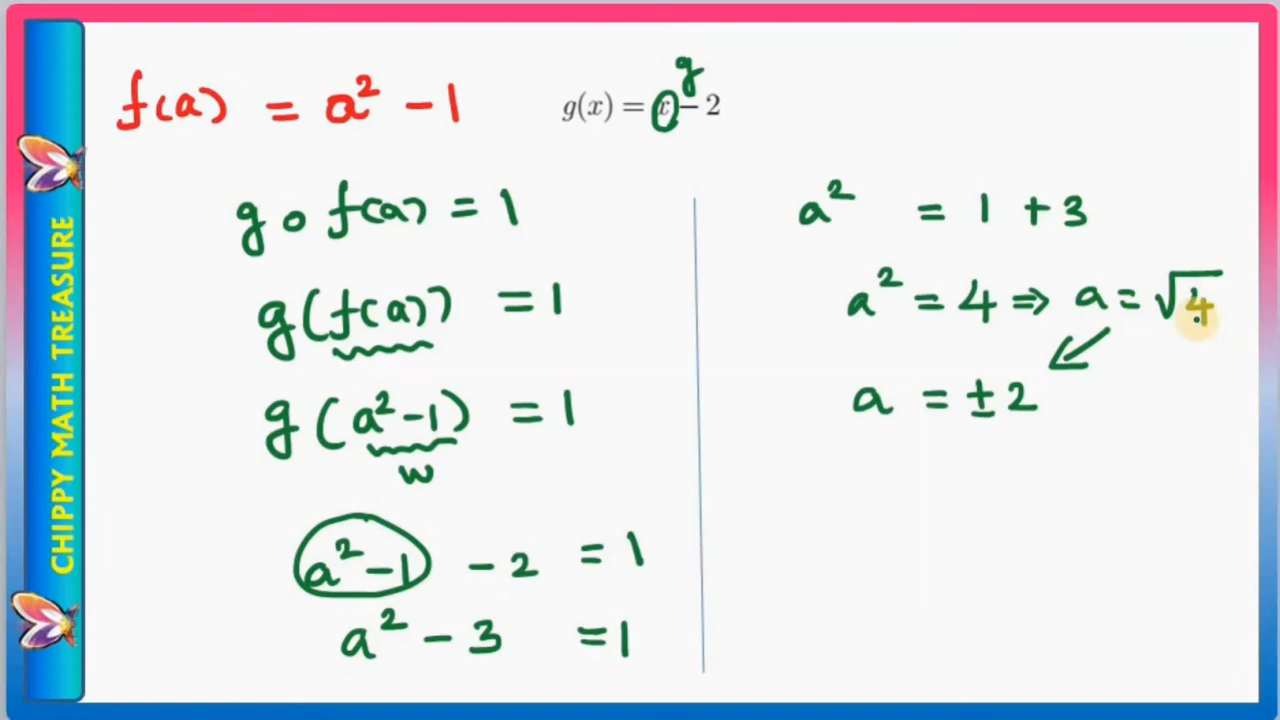 f(a) = a² - 1
g(x) = x - 2
g
g ∘ f(a) = 1
g(f(a)) = 1
g(a²-1) = 1
w
a²-1 - 2 = 1
a² - 3 = 1
a² = 1 + 3
a² = 4 ⇒ a = √4
a = ±2
CHIPPY MATH TREASURE